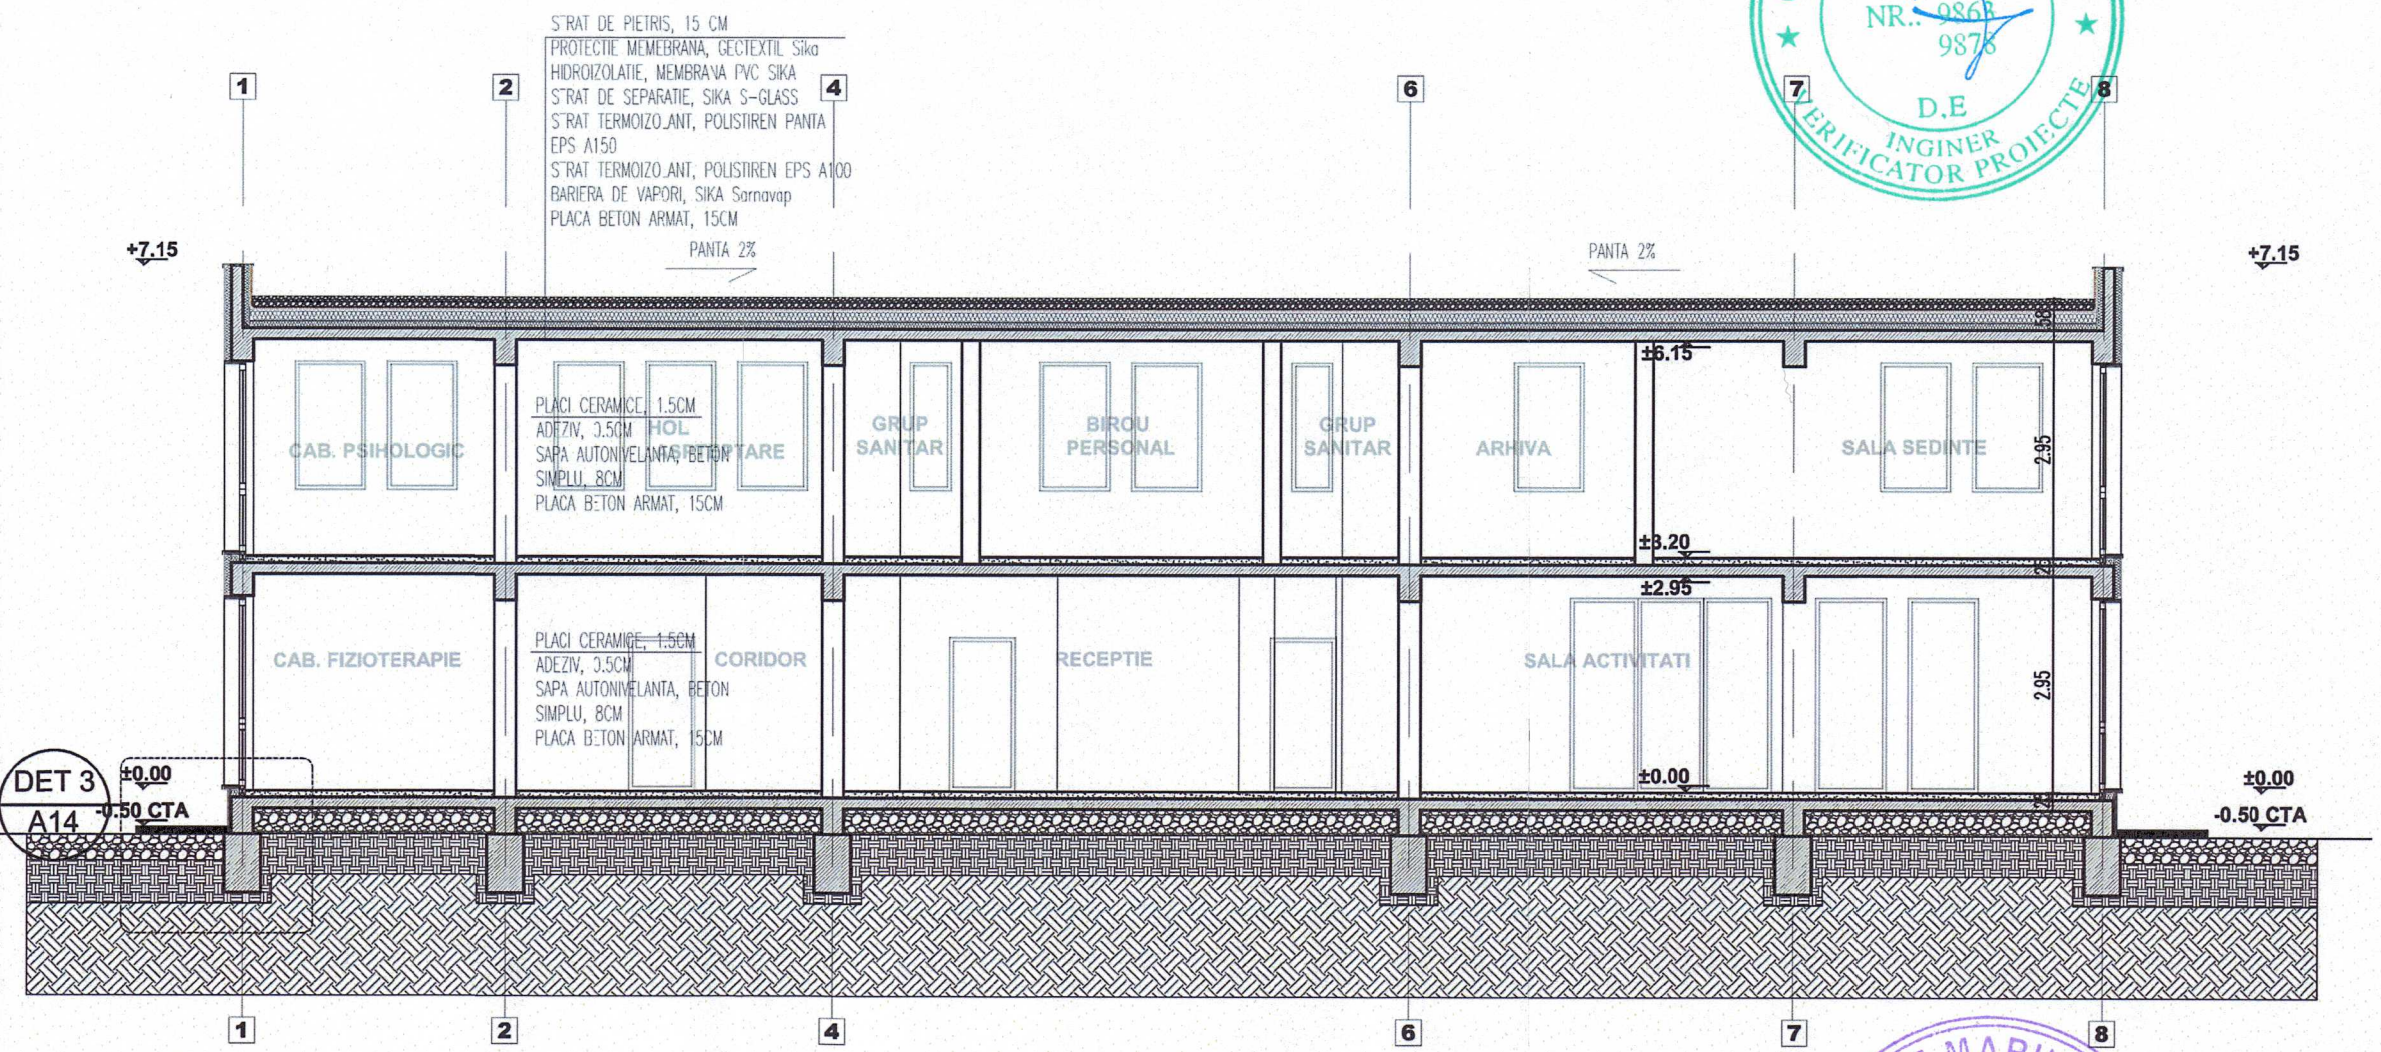 STRAT DE PIETRIS, 15 CM
PROTECTIE MEMEBRANA, GEOTEXTIL Sika
HIDROIZOLATIE, MEMBRANA PVC SIKA
STRAT DE SEPARATIE, SIKA S-GLASS
STRAT TERMOIZOLANT, POLISTIREN PANTA
EPS A150
STRAT TERMOIZOLANT, POLISTIREN EPS A100
BARIERA DE VAPORI, SIKA Sarnavap
PLACA BETON ARMAT, 15CM
NR.: 9863
9878
D,E
INGINER
VERIFICATOR PROIECTE
1 2 4 6 7 8
+7.15 PANTA 2% PANTA 2% +7.15
58
±6.15
PLACI CERAMICE, 1.5CM
ADEZIV, 0.5CM
SAPA AUTONIVELANTA, BETON
SIMPLU, 8CM
PLACA BETON ARMAT, 15CM
CAB. PSIHOLOGIC
HOL
ASPTEPTARE
GRUP
SANITAR
BIROU
PERSONAL
GRUP
SANITAR
ARHIVA
SALA SEDINTE
2.95
±3.20
25
±2.95
PLACI CERAMICE, 1.5CM
ADEZIV, 0.5CM
SAPA AUTONIVELANTA, BETON
SIMPLU, 8CM
PLACA BETON ARMAT, 15CM
CAB. FIZIOTERAPIE
CORIDOR
RECEPTIE
SALA ACTIVITATI
2.95
DET 3
A14
±0.00
-0.50 CTA
±0.00
25
±0.00
-0.50 CTA
1 2 4 6 7 8